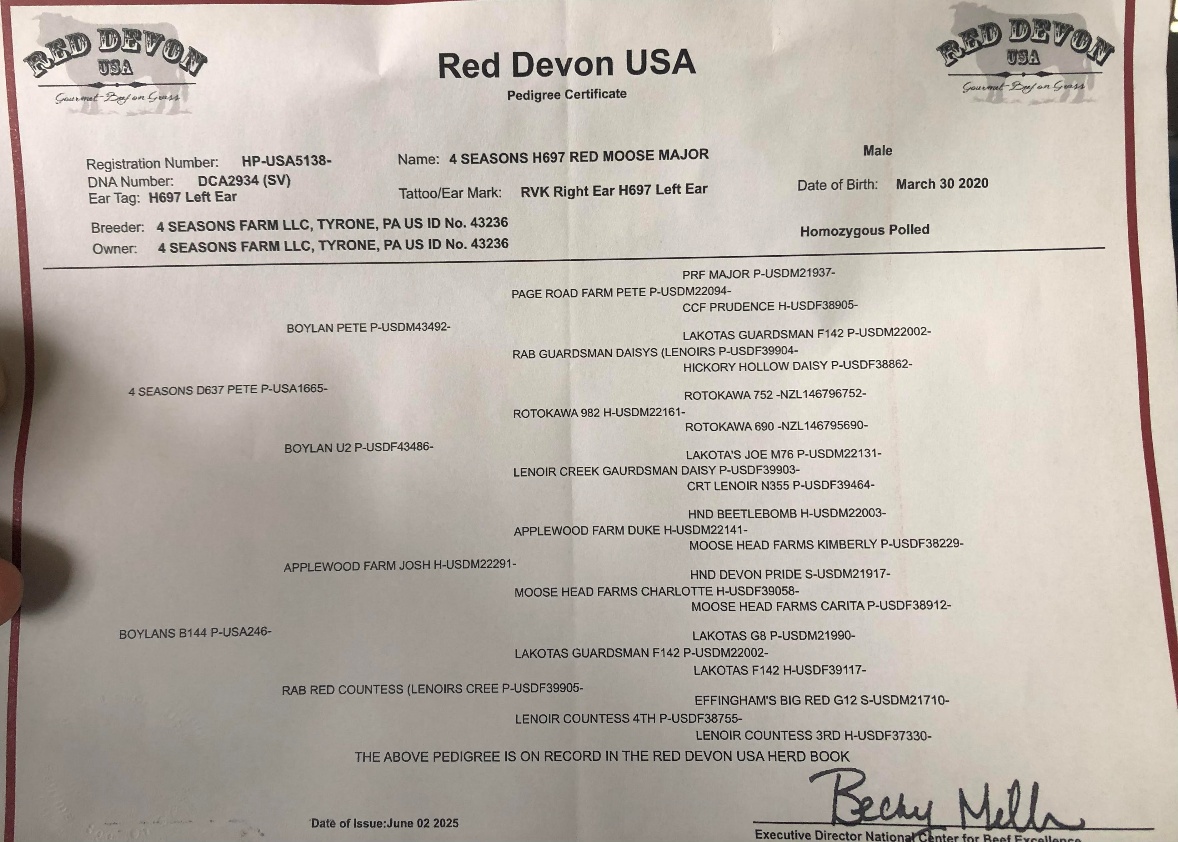 RED DEVON
USA
Gourmet Beef on Grass
RED DEVON
USA
Gourmet Beef on Grass
Red Devon USA
Pedigree Certificate
Registration Number: HP-USA5138-
Name: 4 SEASONS H697 RED MOOSE MAJOR
Male
DNA Number: DCA2934 (SV)
Ear Tag: H697 Left Ear
Tattoo/Ear Mark: RVK Right Ear H697 Left Ear
Date of Birth: March 30 2020
Breeder: 4 SEASONS FARM LLC, TYRONE, PA US ID No. 43236
Owner: 4 SEASONS FARM LLC, TYRONE, PA US ID No. 43236
Homozygous Polled
PRF MAJOR P-USDM21937-
PAGE ROAD FARM PETE P-USDM22094-
CCF PRUDENCE H-USDF38905-
BOYLAN PETE P-USDM43492-
LAKOTAS GUARDSMAN F142 P-USDM22002-
RAB GUARDSMAN DAISYS (LENOIRS P-USDF39904-
HICKORY HOLLOW DAISY P-USDF38862-
4 SEASONS D637 PETE P-USA1665-
ROTOKAWA 752 -NZL146796752-
ROTOKAWA 982 H-USDM22161-
ROTOKAWA 690 -NZL146795690-
BOYLAN U2 P-USDF43486-
LAKOTA'S JOE M76 P-USDM22131-
LENOIR CREEK GAURDSMAN DAISY P-USDF39903-
CRT LENOIR N355 P-USDF39464-
HND BEETLEBOMB H-USDM22003-
APPLEWOOD FARM DUKE H-USDM22141-
MOOSE HEAD FARMS KIMBERLY P-USDF38229-
APPLEWOOD FARM JOSH H-USDM22291-
HND DEVON PRIDE S-USDM21917-
MOOSE HEAD FARMS CHARLOTTE H-USDF39058-
MOOSE HEAD FARMS CARITA P-USDF38912-
BOYLANS B144 P-USA246-
LAKOTAS G8 P-USDM21990-
LAKOTAS GUARDSMAN F142 P-USDM22002-
LAKOTAS F142 H-USDF39117-
RAB RED COUNTESS (LENOIRS CREE P-USDF39905-
EFFINGHAM'S BIG RED G12 S-USDM21710-
LENOIR COUNTESS 4TH P-USDF38755-
LENOIR COUNTESS 3RD H-USDF37330-
THE ABOVE PEDIGREE IS ON RECORD IN THE RED DEVON USA HERD BOOK
Becky
Date of Issue:June 02 2025
Executive Director National Center for Beef Excellence